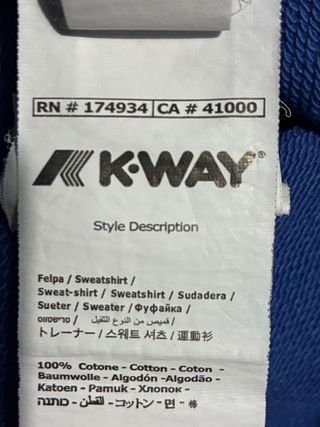 RN # 174934 CA # 41000
K·WAY®
Style Description
Felpa / Sweatshirt /
Sweat-shirt / Sweatshirt / Sudadera /
Sueter / Sweater /Фуфайка /
סווטשירט / قميص من النوع الثقيل /
トレーナー / 스웨트 셔츠 / 運動衫
100% Cotone - Cotton - Coton -
Baumwolle - Algodón -Algodão -
Katoen - Pamuk - Хлопок -
כותנה - القطن - コットン - 면 - 棉